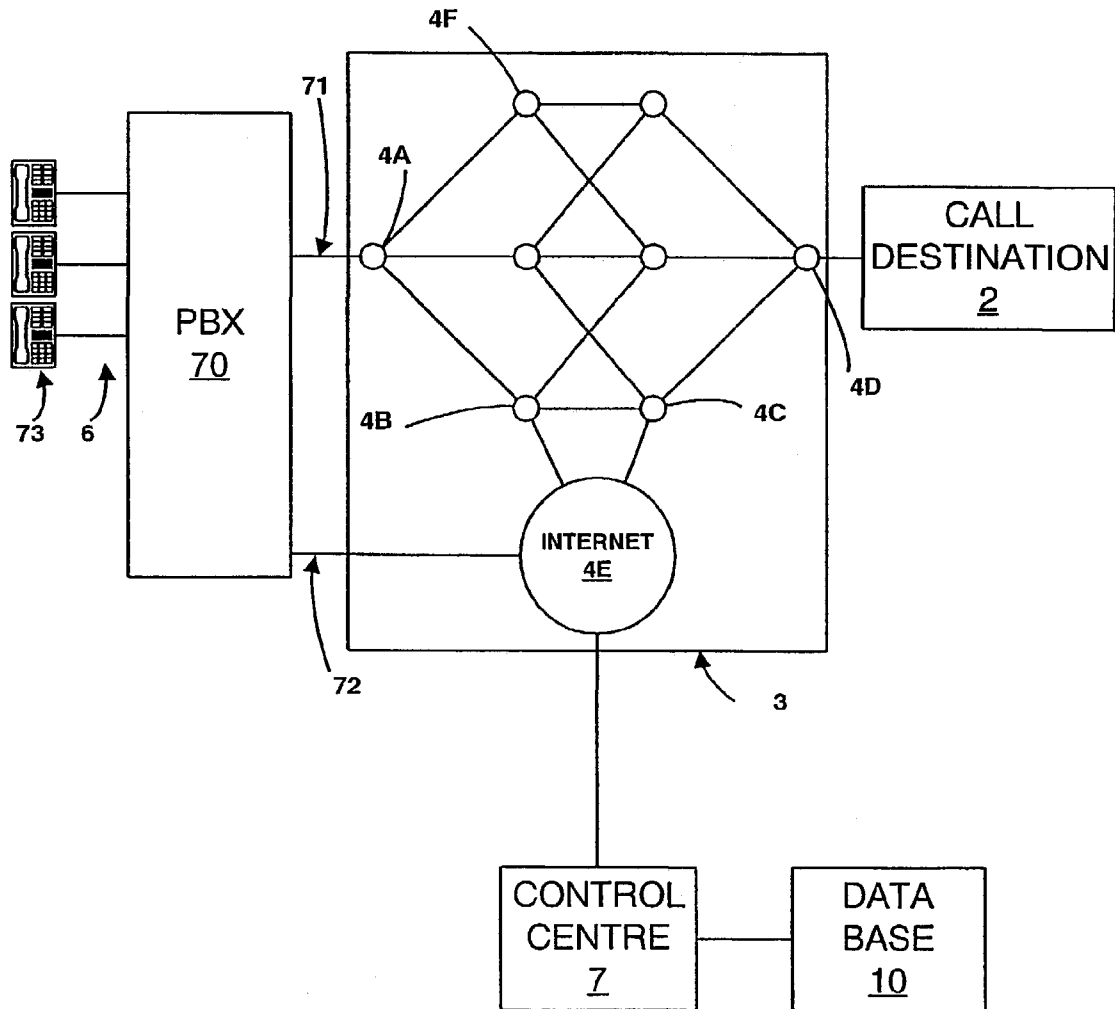 4F
71
4A
CALL
DESTINATION
2
PBX
70
4D
4B
4C
73
6
INTERNET
4E
72
3
CONTROL
CENTRE
7
DATA
BASE
10